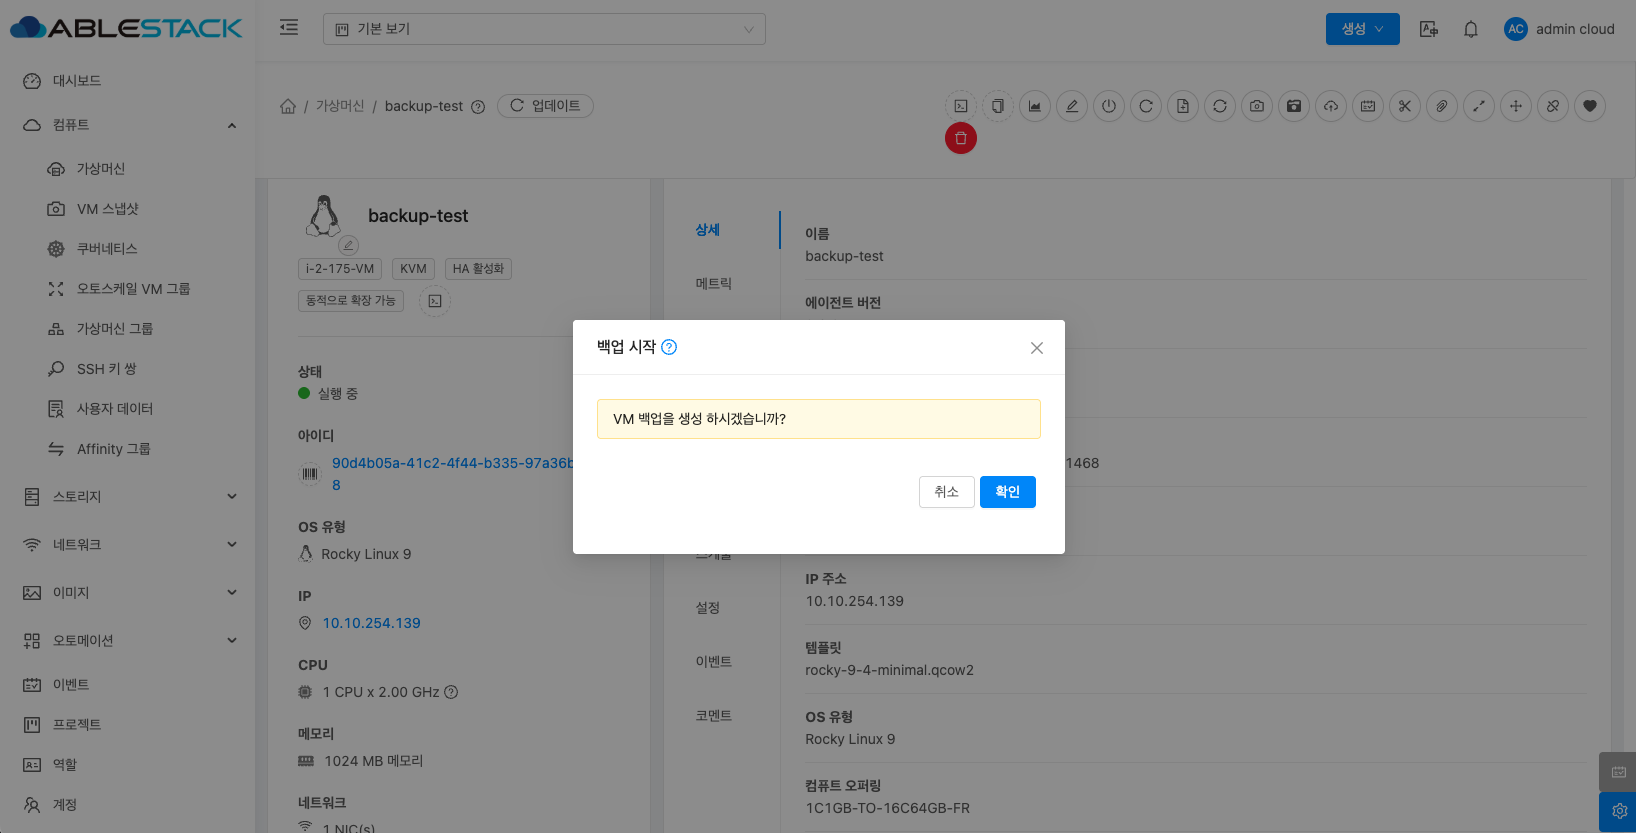 ABLESTACK
기본 보기
생성
AC
admin cloud
대시보드
컴퓨트
가상머신
VM 스냅샷
쿠버네티스
오토스케일 VM 그룹
가상머신 그룹
SSH 키 쌍
사용자 데이터
Affinity 그룹
스토리지
네트워크
이미지
오토메이션
이벤트
프로젝트
역할
계정
/ 가상머신 / backup-test
업데이트
backup-test
i-2-175-VM
KVM
HA 활성화
동적으로 확장 가능
상태
실행 중
아이디
90d4b05a-41c2-4f44-b335-97a36b
8
OS 유형
Rocky Linux 9
IP
10.10.254.139
CPU
1 CPU x 2.00 GHz
메모리
1024 MB 메모리
네트워크
1 NIC(s)
상세
메트릭
설정
이벤트
코멘트
이름
backup-test
에이전트 버전
1468
IP 주소
10.10.254.139
템플릿
rocky-9-4-minimal.qcow2
OS 유형
Rocky Linux 9
컴퓨트 오퍼링
1C1GB-TO-16C64GB-FR
백업 시작
VM 백업을 생성 하시겠습니까?
취소
확인